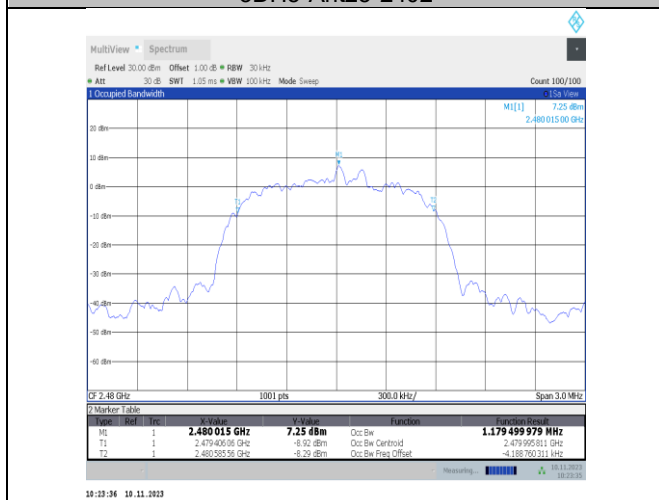 MultiView Spectrum
Ref Level 30.00 dBm Offset 1.00 dB RBW 30 kHz
Att 30 dB SWT 1.05 ms VBW 100 kHz Mode Sweep Count 100/100
1 Occupied Bandwidth 1Sa View
M1[1] 7.25 dBm
2.480 015 00 GHz
20 dBm
10 dBm
M1
0 dBm
T1
-10 dBm
-20 dBm
-30 dBm
-40 dBm
-50 dBm
-60 dBm
CF 2.48 GHz 1001 pts 300.0 kHz/ Span 3.0 MHz
2 Marker Table
Type Ref Trc X-Value Y-Value Function Function Result
M1 1 2.480 015 GHz 7.25 dBm Occ Bw 1.179 499 979 MHz
T1 1 2.479 406 06 GHz -8.92 dBm Occ Bw Centroid 2.479 995 811 GHz
T2 1 2.480 585 56 GHz -8.29 dBm Occ Bw Freq Offset -4.188 760 311 kHz
Measuring... 10.11.2023
10:23:35
10:23:36 10.11.2023